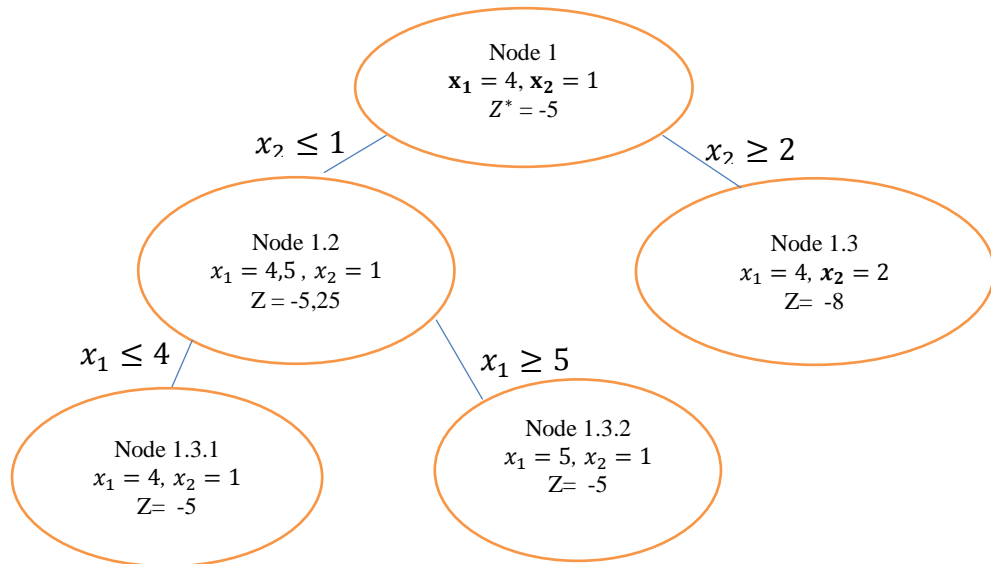 Node 1
x₁ = 4, x₂ = 1
Z* = -5
x₂ ≤ 1
x₂ ≥ 2
Node 1.2
x₁ = 4,5 , x₂ = 1
Z = -5,25
Node 1.3
x₁ = 4, x₂ = 2
Z= -8
x₁ ≤ 4
x₁ ≥ 5
Node 1.3.1
x₁ = 4, x₂ = 1
Z= -5
Node 1.3.2
x₁ = 5, x₂ = 1
Z= -5